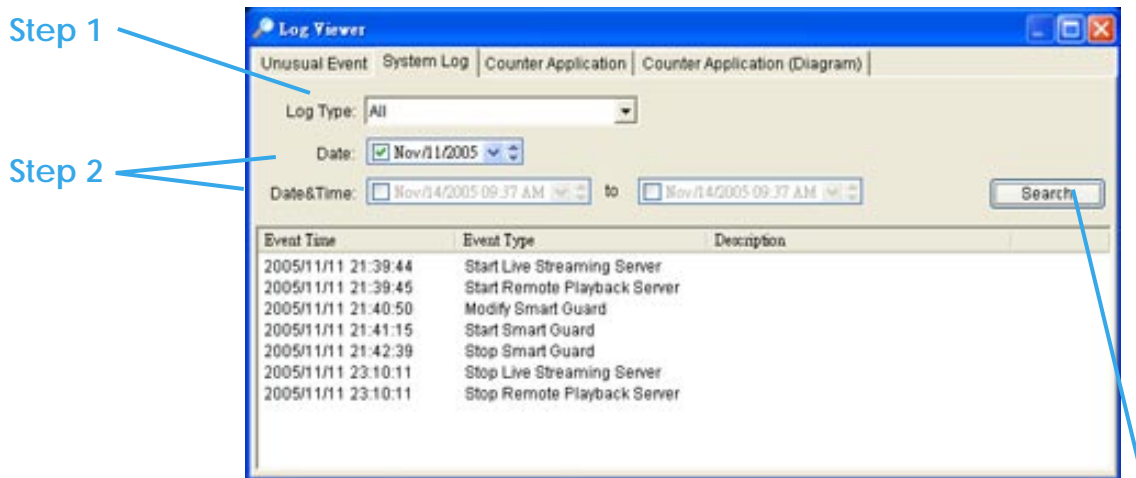 Step 1
Log Viewer
Unusual Event System Log Counter Application Counter Application (Diagram)
Log Type: All
Step 2
Date: Nov/11/2005
Date&Time: Nov/14/2005 09:37 AM to Nov/14/2005 09:37 AM Search
Event Time Event Type Description
2005/11/11 21:39:44 Start Live Streaming Server
2005/11/11 21:39:45 Start Remote Playback Server
2005/11/11 21:40:50 Modify Smart Guard
2005/11/11 21:41:15 Start Smart Guard
2005/11/11 21:42:39 Stop Smart Guard
2005/11/11 23:10:11 Stop Live Streaming Server
2005/11/11 23:10:11 Stop Remote Playback Server